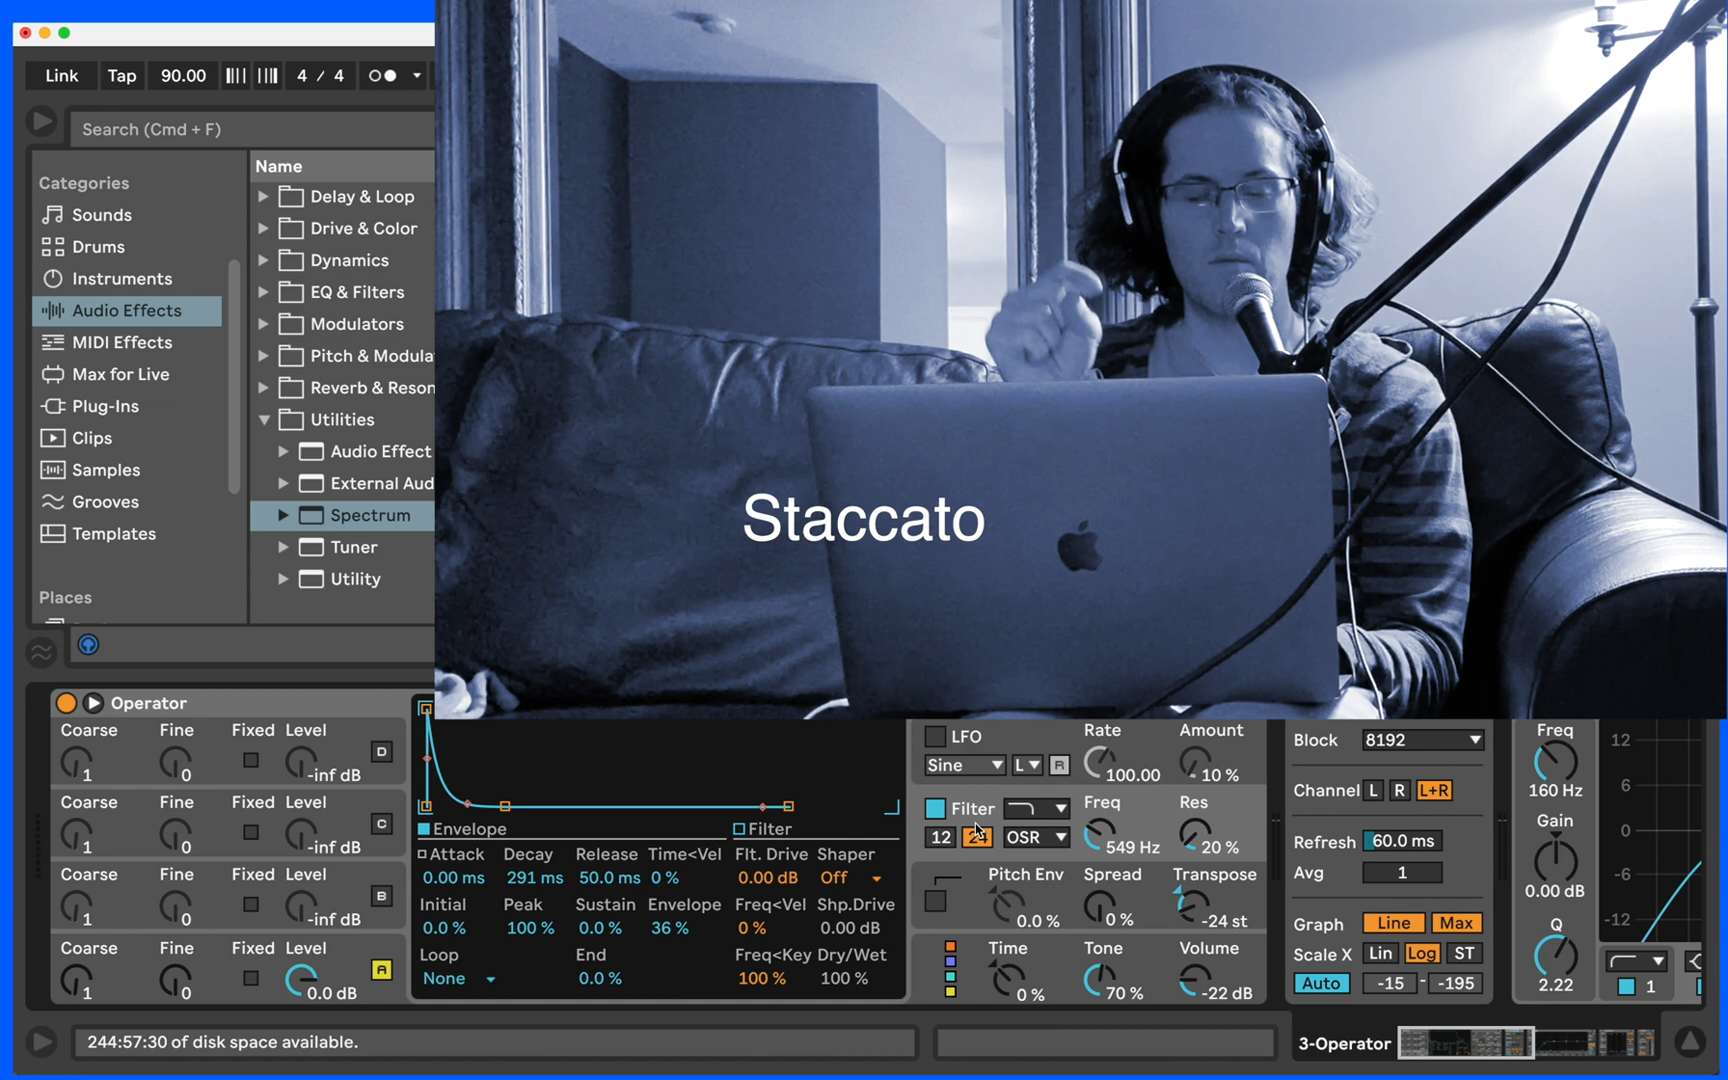 Link Tap 90.00 4 / 4
Search (Cmd + F)
Categories
Sounds
Drums
Instruments
Audio Effects
MIDI Effects
Max for Live
Plug-Ins
Clips
Samples
Grooves
Templates
Places
Name
Delay & Loop
Drive & Color
Dynamics
EQ & Filters
Modulators
Pitch & Modula
Reverb & Reson
Utilities
Audio Effect
External Aud
Spectrum
Tuner
Utility
Staccato
Operator
Coarse Fine Fixed Level
1 0 -inf dB D
Coarse Fine Fixed Level
1 0 -inf dB C
Coarse Fine Fixed Level
1 0 -inf dB B
Coarse Fine Fixed Level
1 0 0.0 dB A
Envelope Filter
Attack Decay Release Time<Vel Flt. Drive Shaper
0.00 ms 291 ms 50.0 ms 0 % 0.00 dB Off
Initial Peak Sustain Envelope Freq<Vel Shp.Drive
0.0 % 100 % 0.0 % 36 % 0 % 0.00 dB
Loop End Freq<Key Dry/Wet
None 0.0 % 100 % 100 %
LFO Rate Amount
Sine L R 100.00 10 %
Filter Freq Res
12 24 OSR 549 Hz 20 %
Pitch Env Spread Transpose
0.0 % 0 % -24 st
Time Tone Volume
0 % 70 % -22 dB
Block 8192
Channel L R L+R
Refresh 60.0 ms
Avg 1
Graph Line Max
Scale X Lin Log ST
Auto -15 - -195
Freq
160 Hz
Gain
0.00 dB
Q
2.22
12
6
0
-6
-12
1
244:57:30 of disk space available.
3-Operator